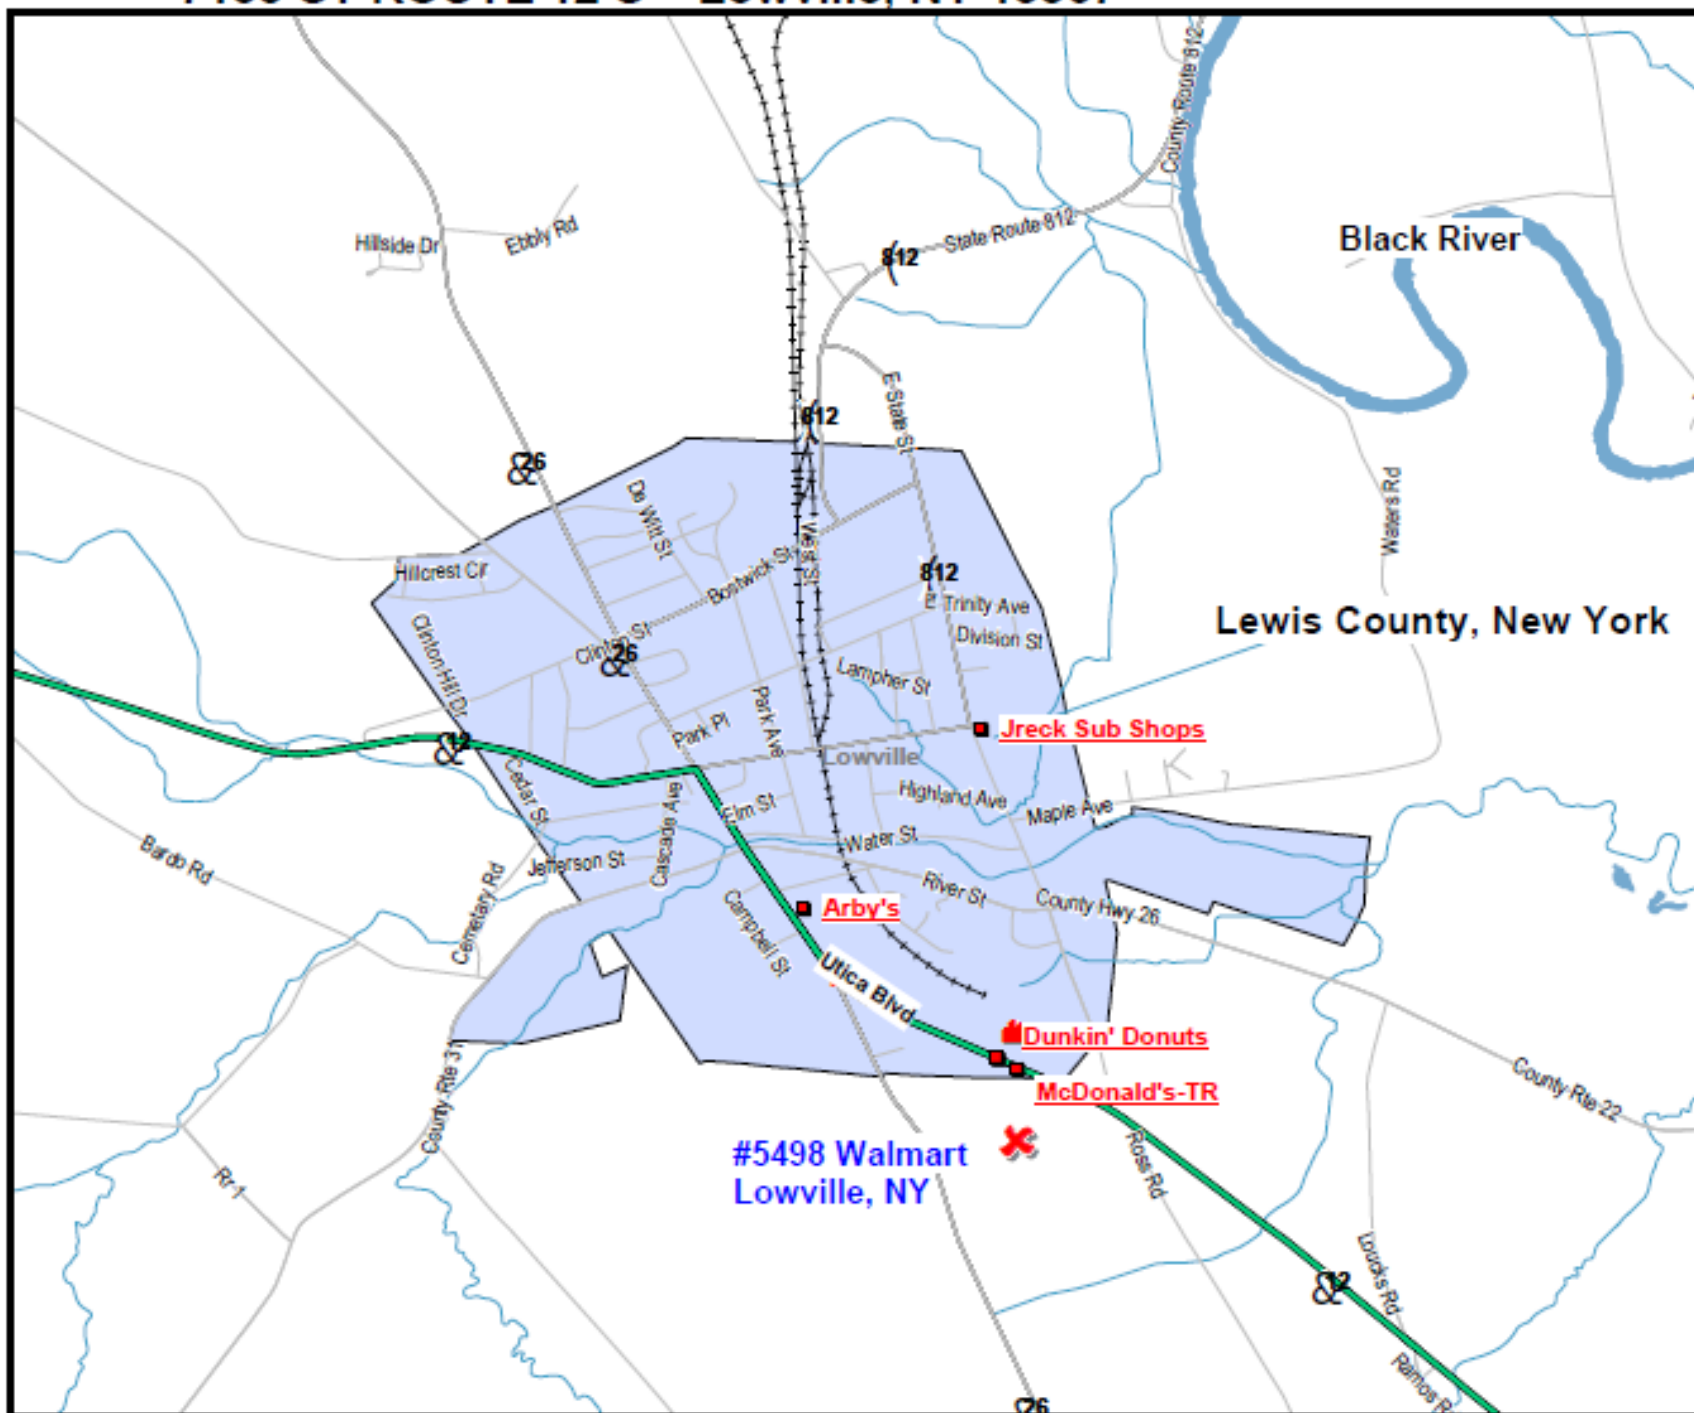 County Route 812
State Route 812
812
Black River
Hillside Dr
Ebbly Rd
E State St
812
26
De Witt St
West St
Waters Rd
Hillcrest Cir
Bostwick St
812
E Trinity Ave
Division St
Lewis County, New York
Clinton Hill Dr
Clinton St
26
Lampher St
Park Pl
Park Ave
Jreck Sub Shops
12
Lowville
Cedar St
Cascade Ave
Elm St
Highland Ave
Maple Ave
Water St
Bardo Rd
Jefferson St
Cemetary Rd
River St
County Hwy 26
Arby's
Campbell St
Utica Blvd
Dunkin' Donuts
McDonald's-TR
County Rte 31
County Rte 22
#5498 Walmart
Lowville, NY
Ross Rd
Rr 1
Loucks Rd
12
Ramos R
26